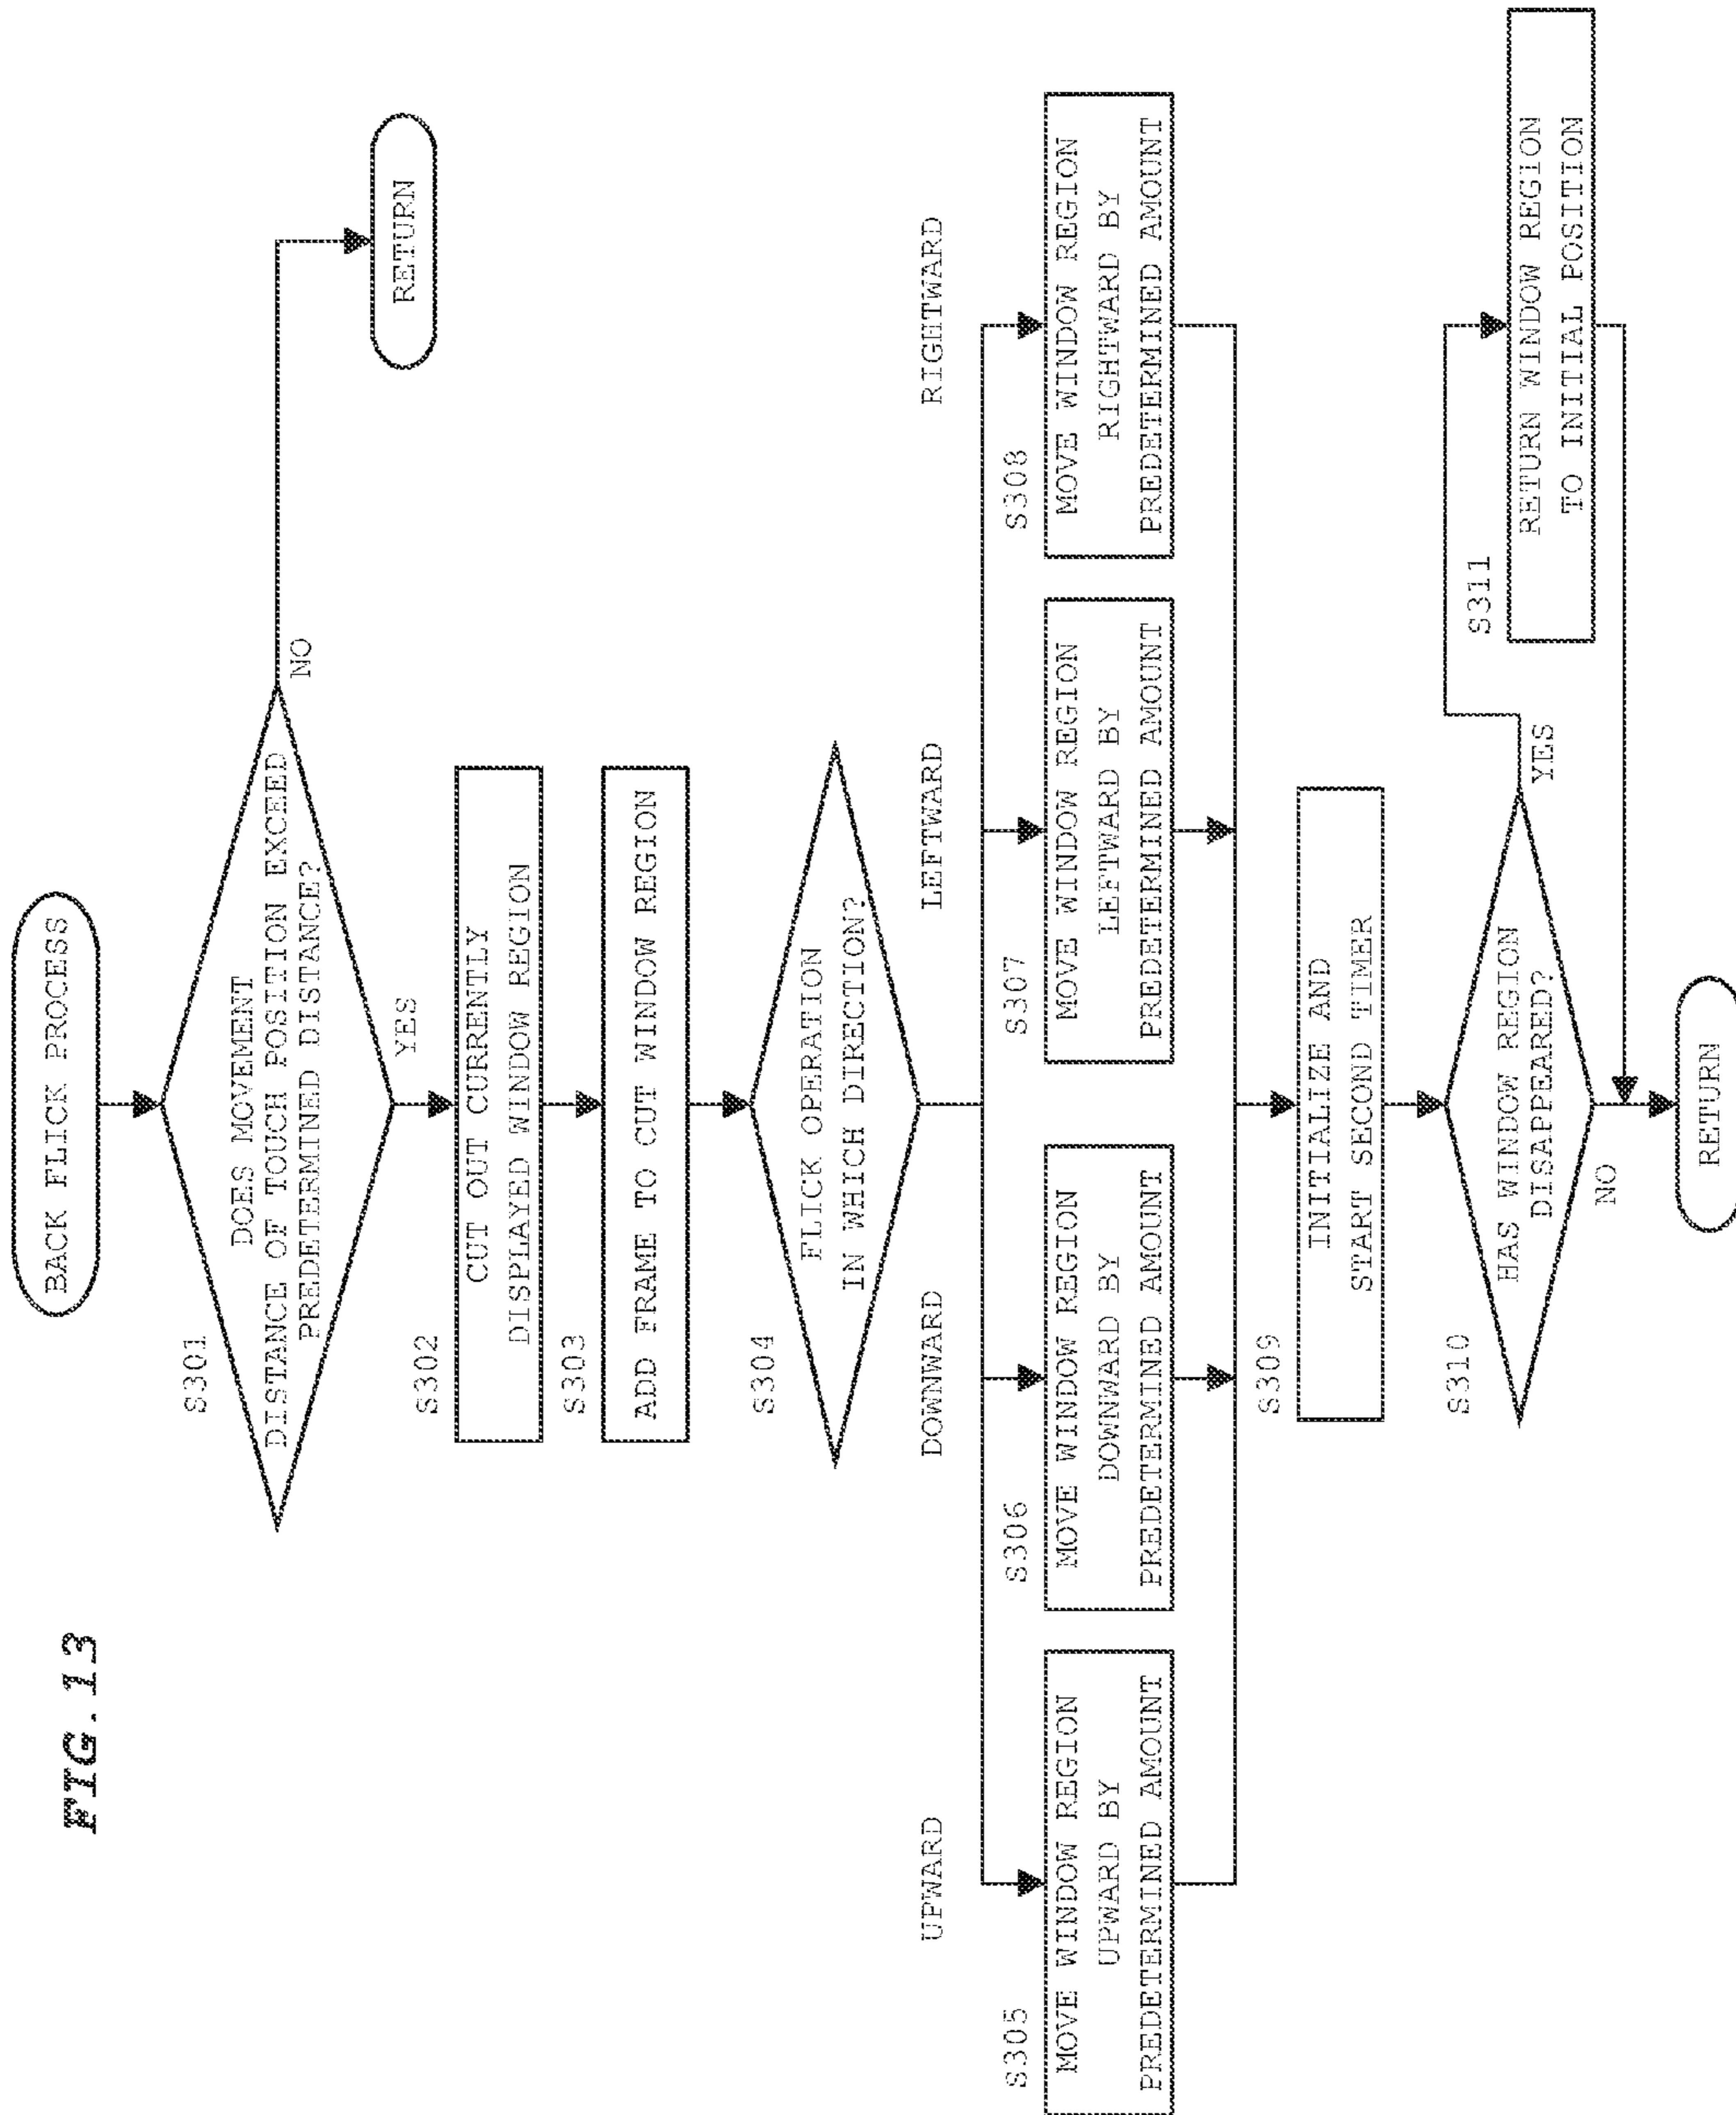 FIG. 13
BACK FLICK PROCESS
S301
DOES MOVEMENT
DISTANCE OF TOUCH POSITION EXCEED
PREDETERMINED DISTANCE?
NO
RETURN
YES
S302
CUT OUT CURRENTLY
DISPLAYED WINDOW REGION
S303
ADD FRAME TO CUT WINDOW REGION
S304
FLICK OPERATION
IN WHICH DIRECTION?
UPWARD
DOWNWARD
LEFTWARD
RIGHTWARD
S305
MOVE WINDOW REGION
UPWARD BY
PREDETERMINED AMOUNT
S306
MOVE WINDOW REGION
DOWNWARD BY
PREDETERMINED AMOUNT
S307
MOVE WINDOW REGION
LEFTWARD BY
PREDETERMINED AMOUNT
S308
MOVE WINDOW REGION
RIGHTWARD BY
PREDETERMINED AMOUNT
S309
INITIALIZE AND
START SECOND TIMER
S310
HAS WINDOW REGION
DISAPPEARED?
YES
S311
RETURN WINDOW REGION
TO INITIAL POSITION
NO
RETURN